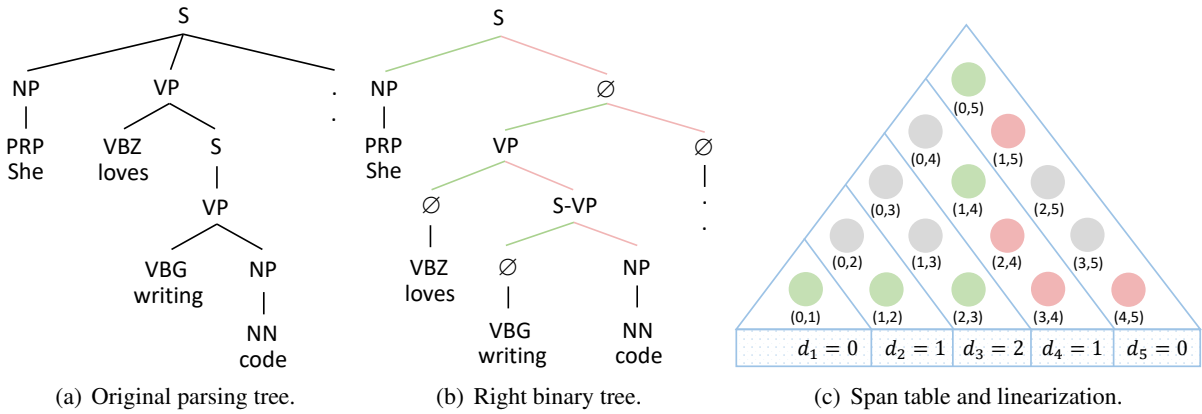 S
NP VP .
.
PRP VBZ S
She loves
VP
VBG NP
writing
NN
code
(a) Original parsing tree.
S
NP ∅
PRP VP ∅
She
∅ S-VP .
.
VBZ ∅ NP
loves
VBG NN
writing code
(b) Right binary tree.
(0,5)
(0,4) (1,5)
(0,3) (1,4) (2,5)
(0,2) (1,3) (2,4) (3,5)
(0,1) (1,2) (2,3) (3,4) (4,5)
d₁ = 0 d₂ = 1 d₃ = 2 d₄ = 1 d₅ = 0
(c) Span table and linearization.